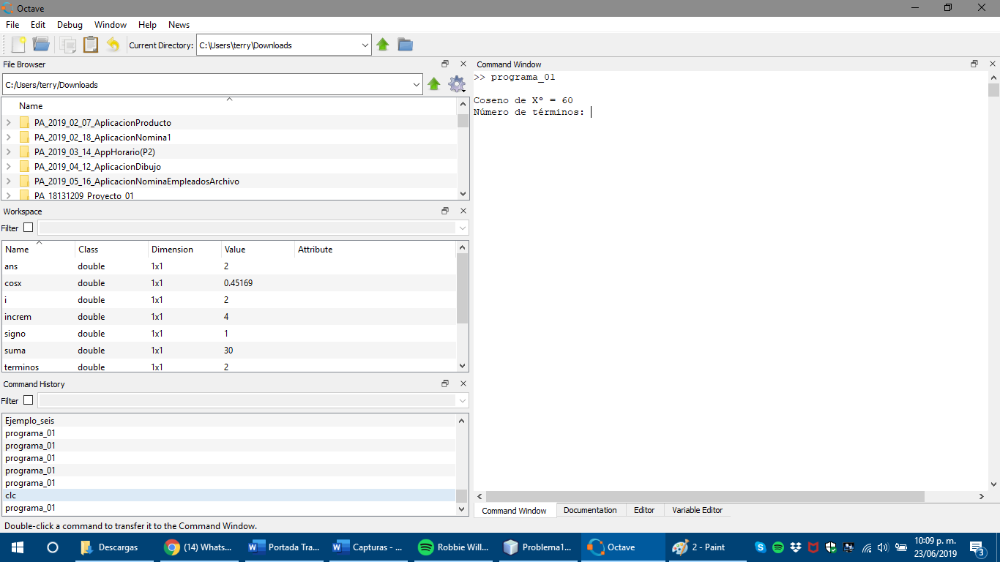 Octave
File Edit Debug Window Help News
Current Directory: C:\Users\terry\Downloads
File Browser
C:/Users/terry/Downloads
Name
PA_2019_02_07_AplicacionProducto
PA_2019_02_18_AplicacionNomina1
PA_2019_03_14_AppHorario(P2)
PA_2019_04_12_AplicacionDibujo
PA_2019_05_16_AplicacionNominaEmpleadosArchivo
PA_18131209_Proyecto_01
Workspace
Filter
Name Class Dimension Value Attribute
ans double 1x1 2
cosx double 1x1 0.45169
i double 1x1 2
increm double 1x1 4
signo double 1x1 1
suma double 1x1 30
terminos double 1x1 2
Command History
Filter
Ejemplo_seis
programa_01
programa_01
programa_01
programa_01
programa_01
clc
programa_01
Double-click a command to transfer it to the Command Window.
Command Window
>> programa_01
Coseno de X° = 60
Número de términos:
Command Window Documentation Editor Variable Editor
Descargas (14) Whats... Portada Tra... Capturas - ... Robbie Will... Problema1... Octave 2 - Paint
10:09 p. m.
23/06/2019
3